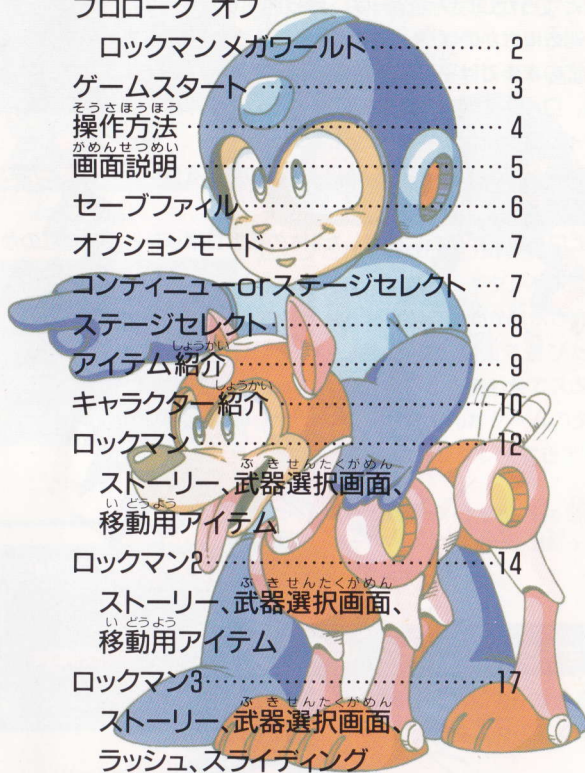 プロローグ オブ
ロックマンメガワールド……………2
ゲームスタート……………………3
そうさほうほう
操作方法……………………………4
がめんせつめい
画面説明……………………………5
セーブファイル……………………6
オプションモード…………………7
コンティニューorステージセレクト…7
ステージセレクト…………………8
しょうかい
アイテム紹介………………………9
しょうかい
キャラクター紹介…………………10
ロックマン…………………………12
ぶきせんたくがめん
ストーリー、武器選択画面、
いどうよう
移動用アイテム
ロックマン2…………………………14
ぶきせんたくがめん
ストーリー、武器選択画面、
いどうよう
移動用アイテム
ロックマン3…………………………17
ぶきせんたくがめん
ストーリー、武器選択画面、
ラッシュ、スライディング